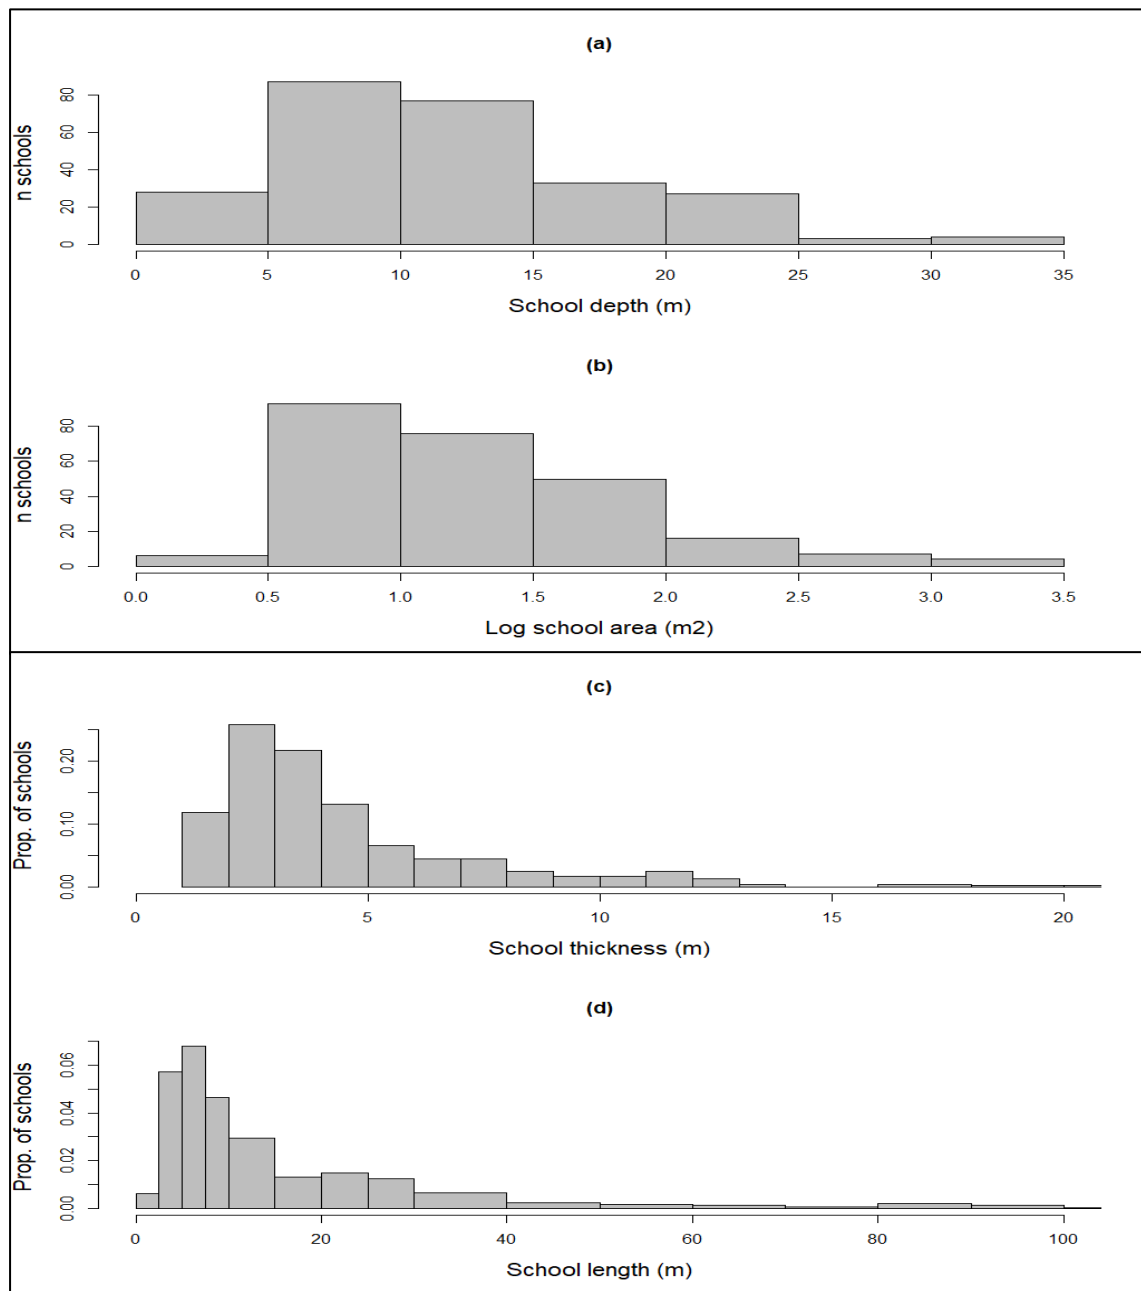 (a)
n schools
80
60
40
20
0
0 5 10 15 20 25 30 35
School depth (m)
(b)
n schools
80
60
40
20
0
0.0 0.5 1.0 1.5 2.0 2.5 3.0 3.5
Log school area (m2)
(c)
Prop. of schools
0.20
0.10
0.00
0 5 10 15 20
School thickness (m)
(d)
Prop. of schools
0.06
0.04
0.02
0.00
0 20 40 60 80 100
School length (m)